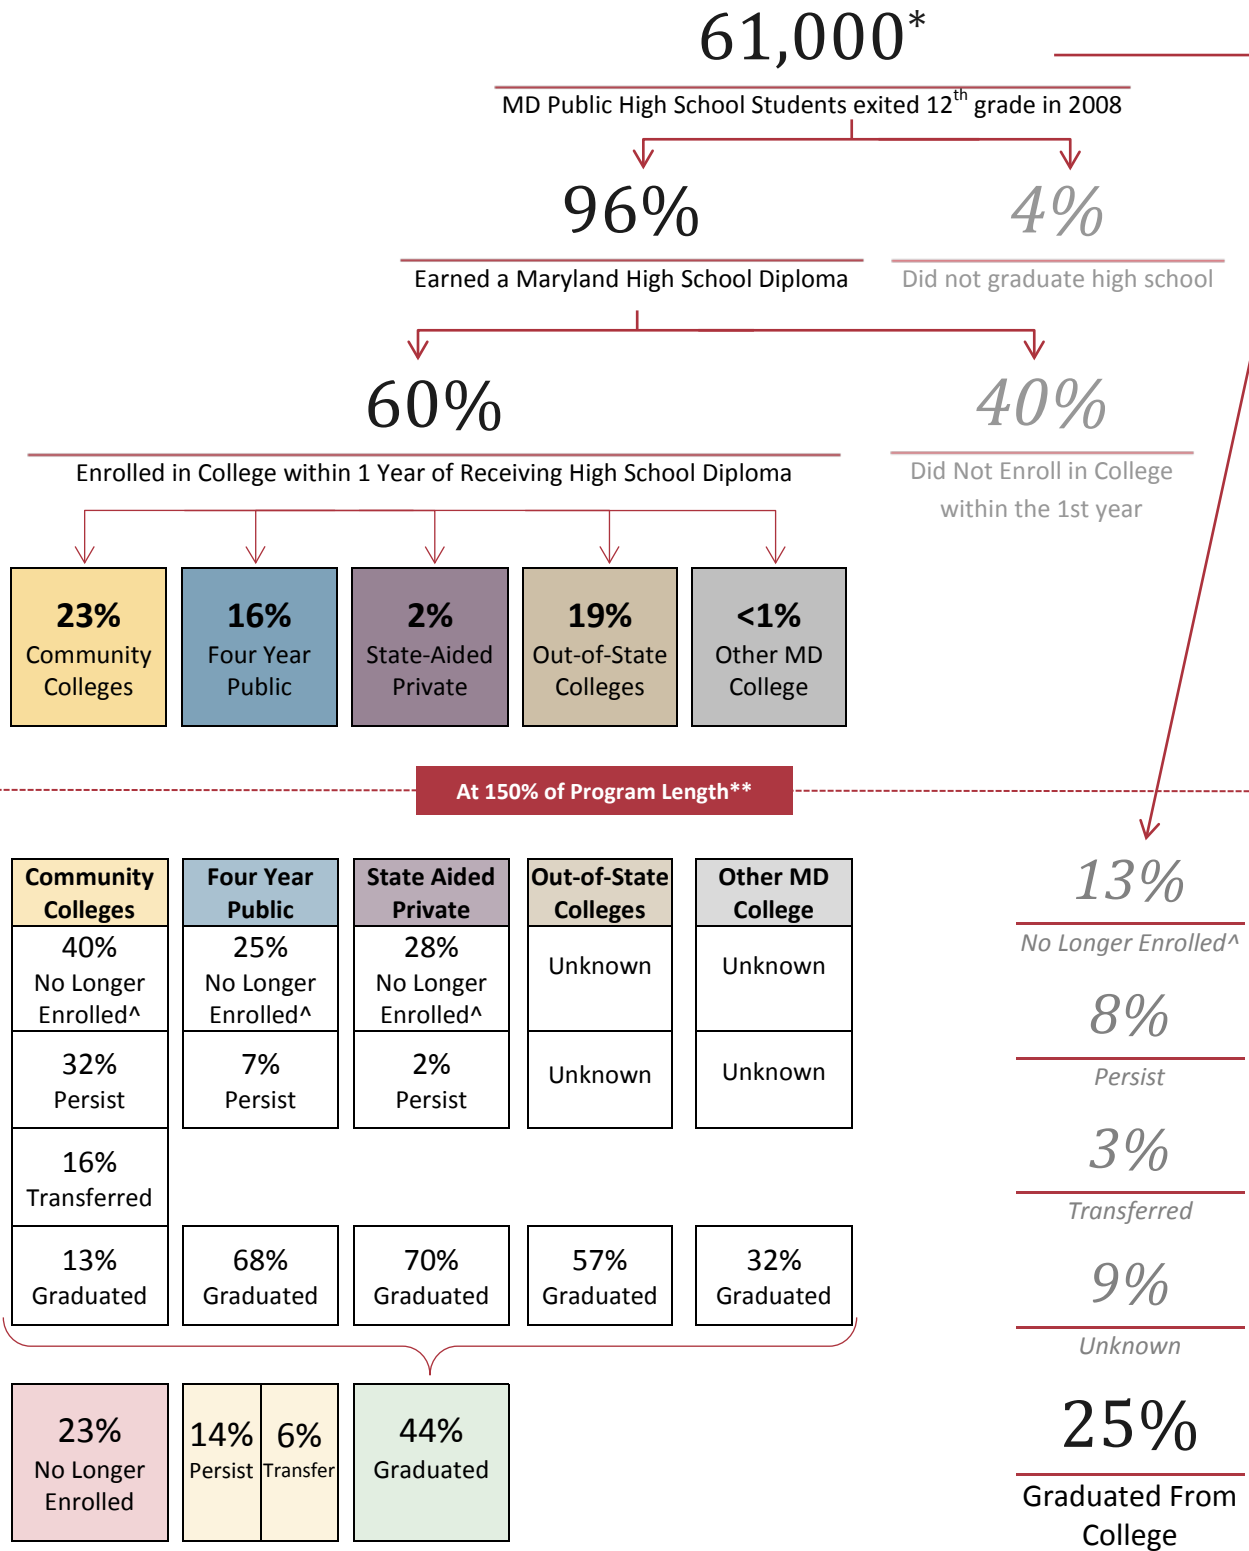 61,000*
MD Public High School Students exited 12th grade in 2008
96%
4%
Earned a Maryland High School Diploma
Did not graduate high school
60%
40%
Enrolled in College within 1 Year of Receiving High School Diploma
Did Not Enroll in College
within the 1st year
23%
Community
Colleges
16%
Four Year
Public
2%
State-Aided
Private
19%
Out-of-State
Colleges
<1%
Other MD
College
At 150% of Program Length**
Community
Colleges
40%
No Longer
Enrolled^
32%
Persist
16%
Transferred
13%
Graduated
Four Year
Public
25%
No Longer
Enrolled^
7%
Persist
68%
Graduated
State Aided
Private
28%
No Longer
Enrolled^
2%
Persist
70%
Graduated
Out-of-State
Colleges
Unknown
Unknown
57%
Graduated
Other MD
College
Unknown
Unknown
32%
Graduated
23%
No Longer
Enrolled
14%
Persist
6%
Transfer
44%
Graduated
13%
No Longer Enrolled^
8%
Persist
3%
Transferred
9%
Unknown
25%
Graduated From
College